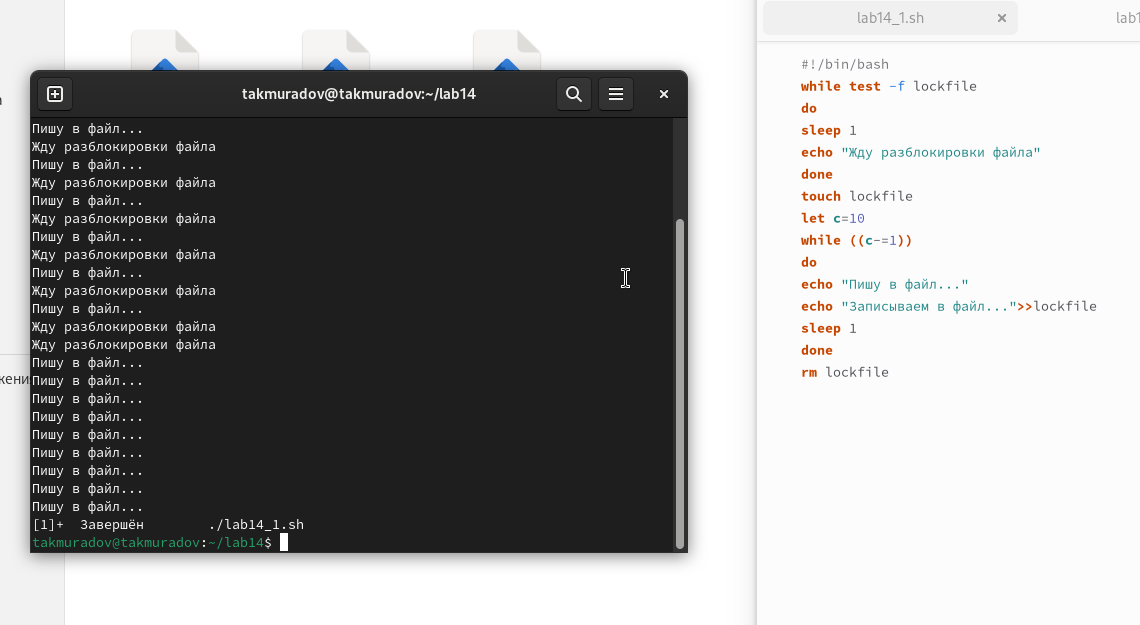 takmuradov@takmuradov:~/lab14
Пишу в файл...
Жду разблокировки файла
Пишу в файл...
Жду разблокировки файла
Пишу в файл...
Жду разблокировки файла
Пишу в файл...
Жду разблокировки файла
Пишу в файл...
Жду разблокировки файла
Пишу в файл...
Жду разблокировки файла
Жду разблокировки файла
Пишу в файл...
Пишу в файл...
Пишу в файл...
Пишу в файл...
Пишу в файл...
Пишу в файл...
Пишу в файл...
Пишу в файл...
Пишу в файл...
[1]+  Завершён        ./lab14_1.sh
takmuradov@takmuradov:~/lab14$
lab14_1.sh
#!/bin/bash
while test -f lockfile
do
sleep 1
echo "Жду разблокировки файла"
done
touch lockfile
let c=10
while ((c-=1))
do
echo "Пишу в файл..."
echo "Записываем в файл...">>lockfile
sleep 1
done
rm lockfile